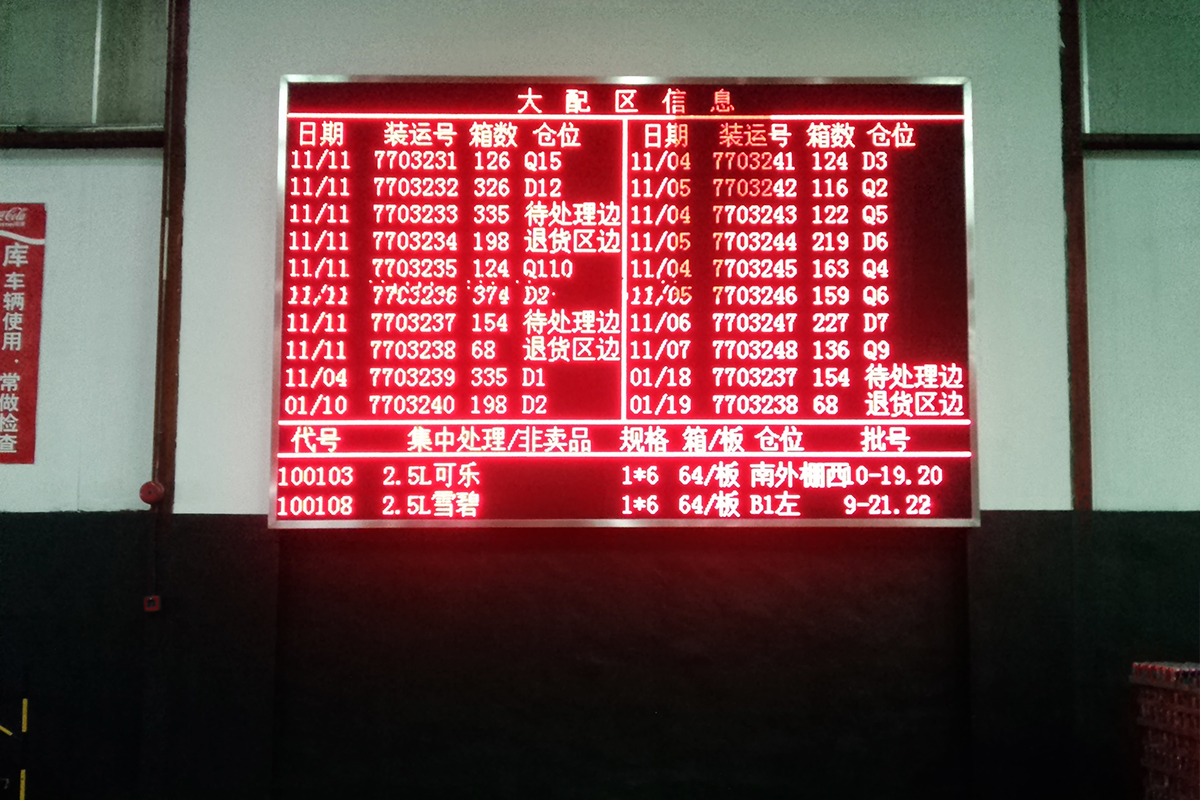 大配区信息
日期 装运号 箱数 仓位 日期 装运号 箱数 仓位
11/11 7703231 126 Q15 11/04 7703241 124 D3
11/11 7703232 326 D12 11/05 7703242 116 Q2
11/11 7703233 335 待处理边 11/04 7703243 122 Q5
11/11 7703234 198 退货区边 11/05 7703244 219 D6
11/11 7703235 124 Q110 11/04 7703245 163 Q4
11/11 7703236 374 D2 11/05 7703246 159 Q6
11/11 7703237 154 待处理边 11/06 7703247 227 D7
11/11 7703238 68 退货区边 11/07 7703248 136 Q9
11/04 7703239 335 D1 01/18 7703237 154 待处理边
01/10 7703240 198 D2 01/19 7703238 68 退货区边
代号 集中处理/非卖品 规格 箱/板 仓位 批号
100103 2.5L可乐 1*6 64/板 南外棚西10-19.20
100108 2.5L雪碧 1*6 64/板 B1左 9-21.22
库车辆使用.常做检查